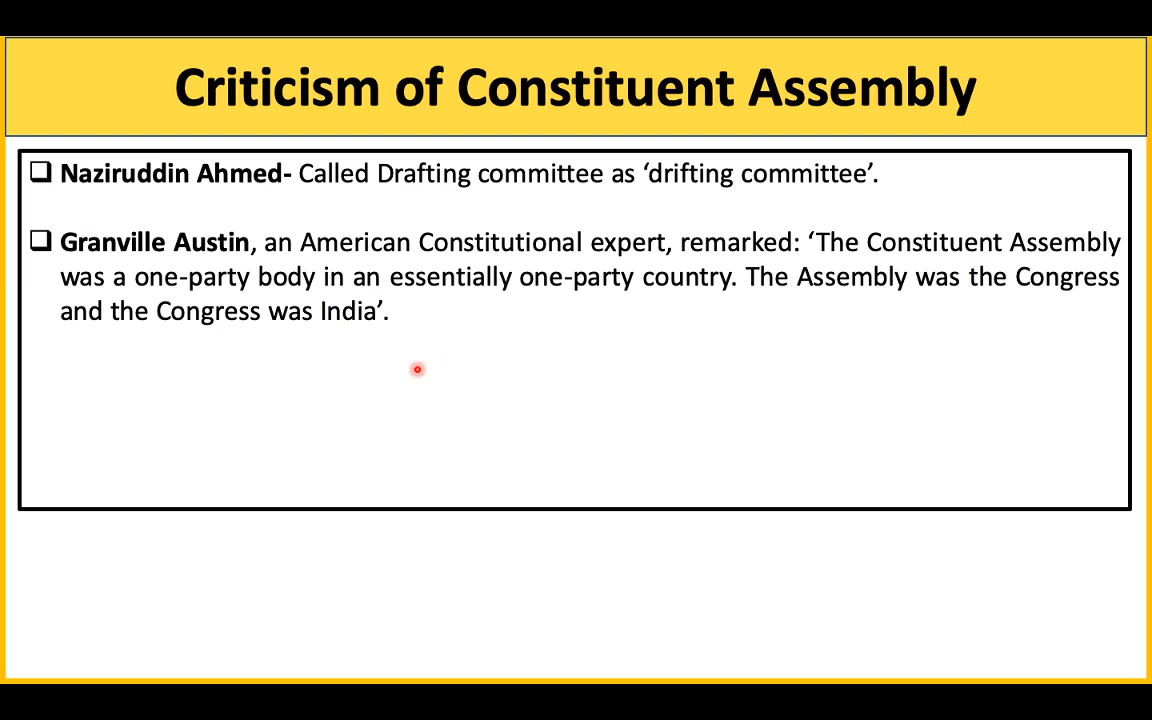 Criticism of Constituent Assembly
❑ Naziruddin Ahmed- Called Drafting committee as ‘drifting committee’.
❑ Granville Austin, an American Constitutional expert, remarked: ‘The Constituent Assembly
was a one-party body in an essentially one-party country. The Assembly was the Congress
and the Congress was India’.